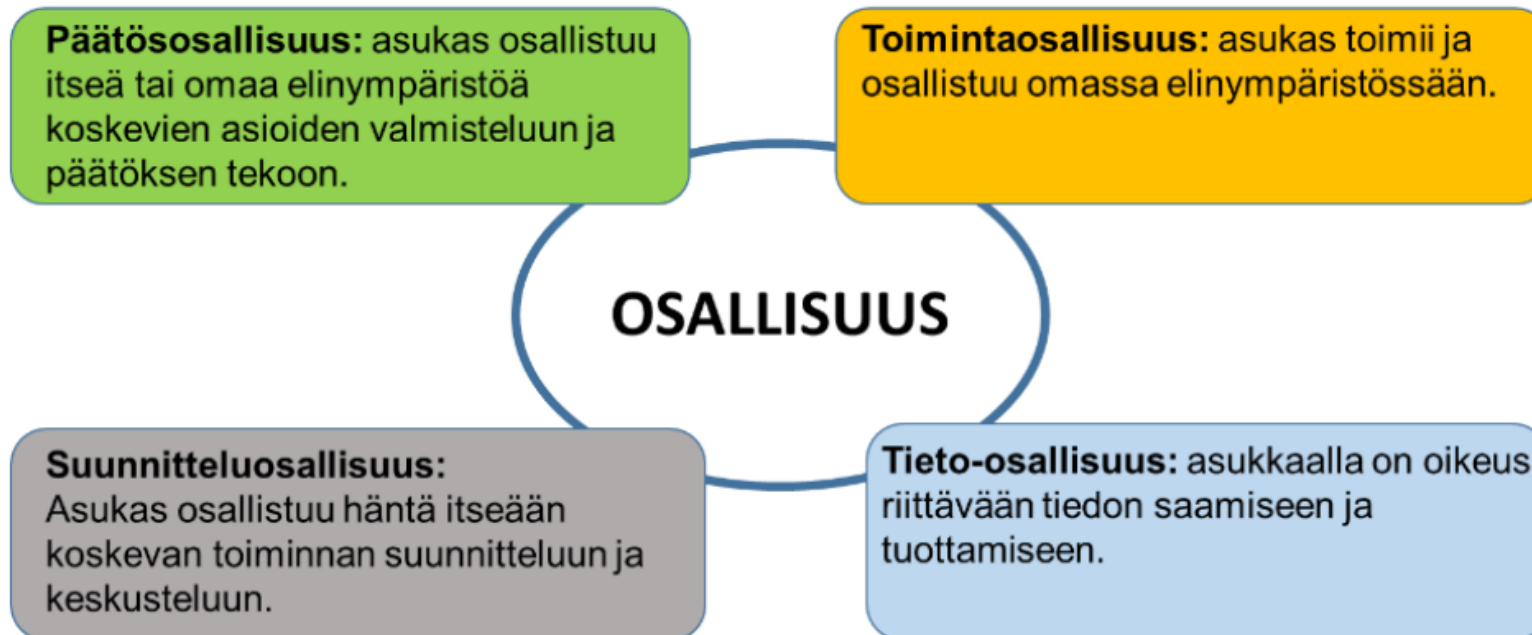 Päätösosallisuus: asukas osallistuu
itseä tai omaa elinympäristöä
koskevien asioiden valmisteluun ja
päätöksen tekoon.
Toimintaosallisuus: asukas toimii ja
osallistuu omassa elinympäristössään.
OSALLISUUS
Suunnitteluosallisuus:
Asukas osallistuu häntä itseään
koskevan toiminnan suunnitteluun ja
keskusteluun.
Tieto-osallisuus: asukkaalla on oikeus
riittävään tiedon saamiseen ja
tuottamiseen.